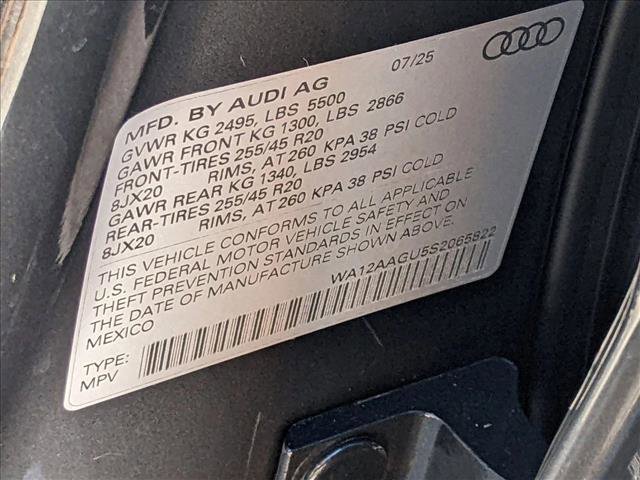 07/25
MFD. BY AUDI AG
GVWR KG 2495, LBS 5500
GAWR FRONT KG 1300, LBS 2866
FRONT-TIRES 255/45 R20
8JX20 RIMS, AT 260 KPA 38 PSI COLD
GAWR REAR KG 1340, LBS 2954
REAR-TIRES 255/45 R20
8JX20 RIMS, AT 260 KPA 38 PSI COLD
THIS VEHICLE CONFORMS TO ALL APPLICABLE
U.S. FEDERAL MOTOR VEHICLE SAFETY AND
THEFT PREVENTION STANDARDS IN EFFECT ON
THE DATE OF MANUFACTURE SHOWN ABOVE.
MEXICO WA12AAGU5S2065822
TYPE:
MPV